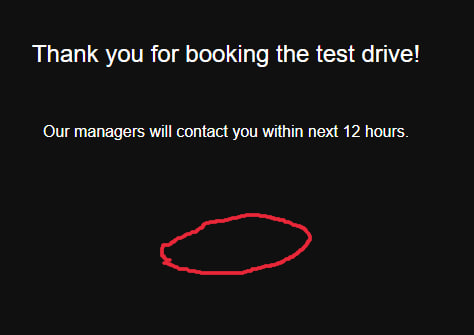 Thank you for booking the test drive!
Our managers will contact you within next 12 hours.